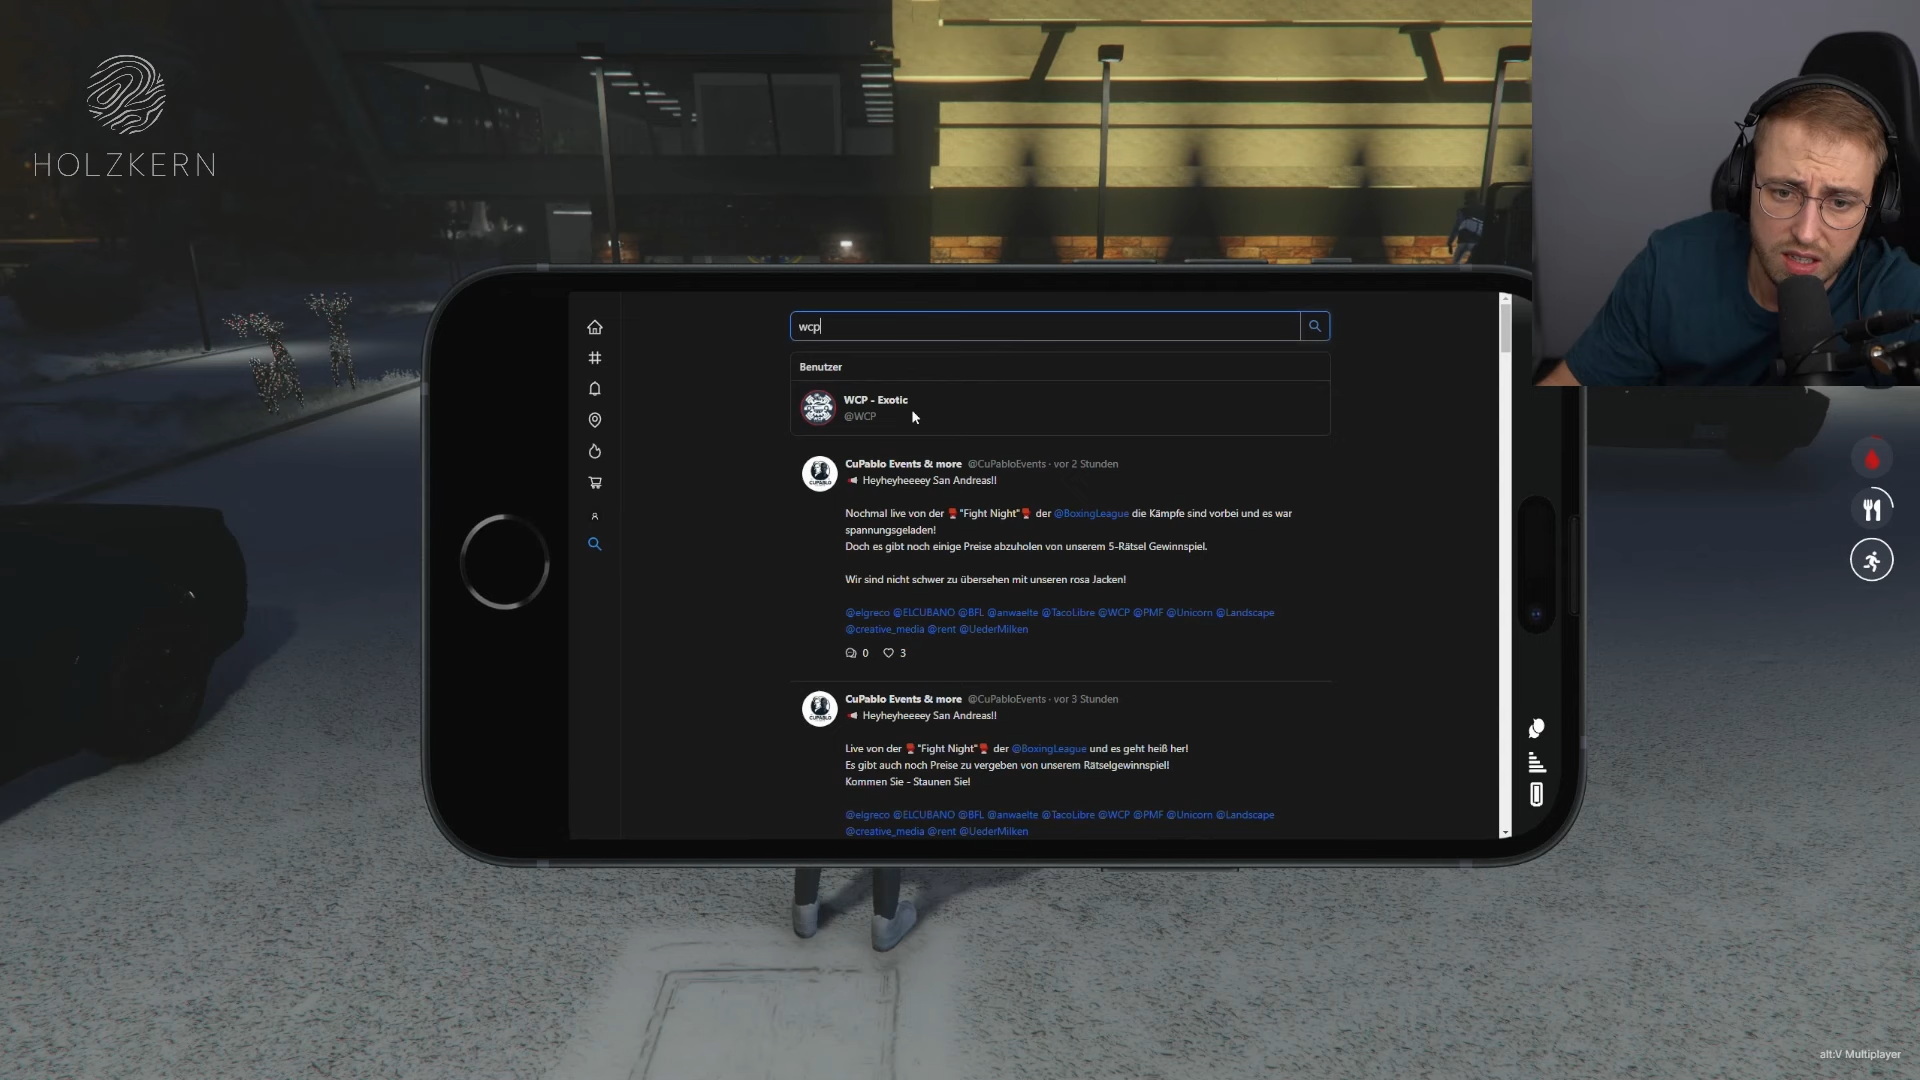 HOLZKERN
wcp
Benutzer
WCP - Exotic
@WCP
CuPablo Events & more @CuPabloEvents · vor 2 Stunden
Heyheyheeeey San Andreas!!
Nochmal live von der "Fight Night" der @BoxingLeague die Kämpfe sind vorbei und es war
spannungsgeladen!
Doch es gibt noch einige Preise abzuholen von unserem 5-Rätsel Gewinnspiel.
Wir sind nicht schwer zu übersehen mit unseren rosa Jacken!
@elgreco @ELCUBANO @BFL @anwaelte @TacoLibre @WCP @PMF @Unicorn @Landscape
@creative_media @rent @UederMilken
0 3
CuPablo Events & more @CuPabloEvents · vor 3 Stunden
Heyheyheeeey San Andreas!!
Live von der "Fight Night" der @BoxingLeague und es geht heiß her!
Es gibt auch noch Preise zu vergeben von unserem Rätselgewinnspiel!
Kommen Sie - Staunen Sie!
@elgreco @ELCUBANO @BFL @anwaelte @TacoLibre @WCP @PMF @Unicorn @Landscape
@creative_media @rent @UederMilken
alt:V Multiplayer